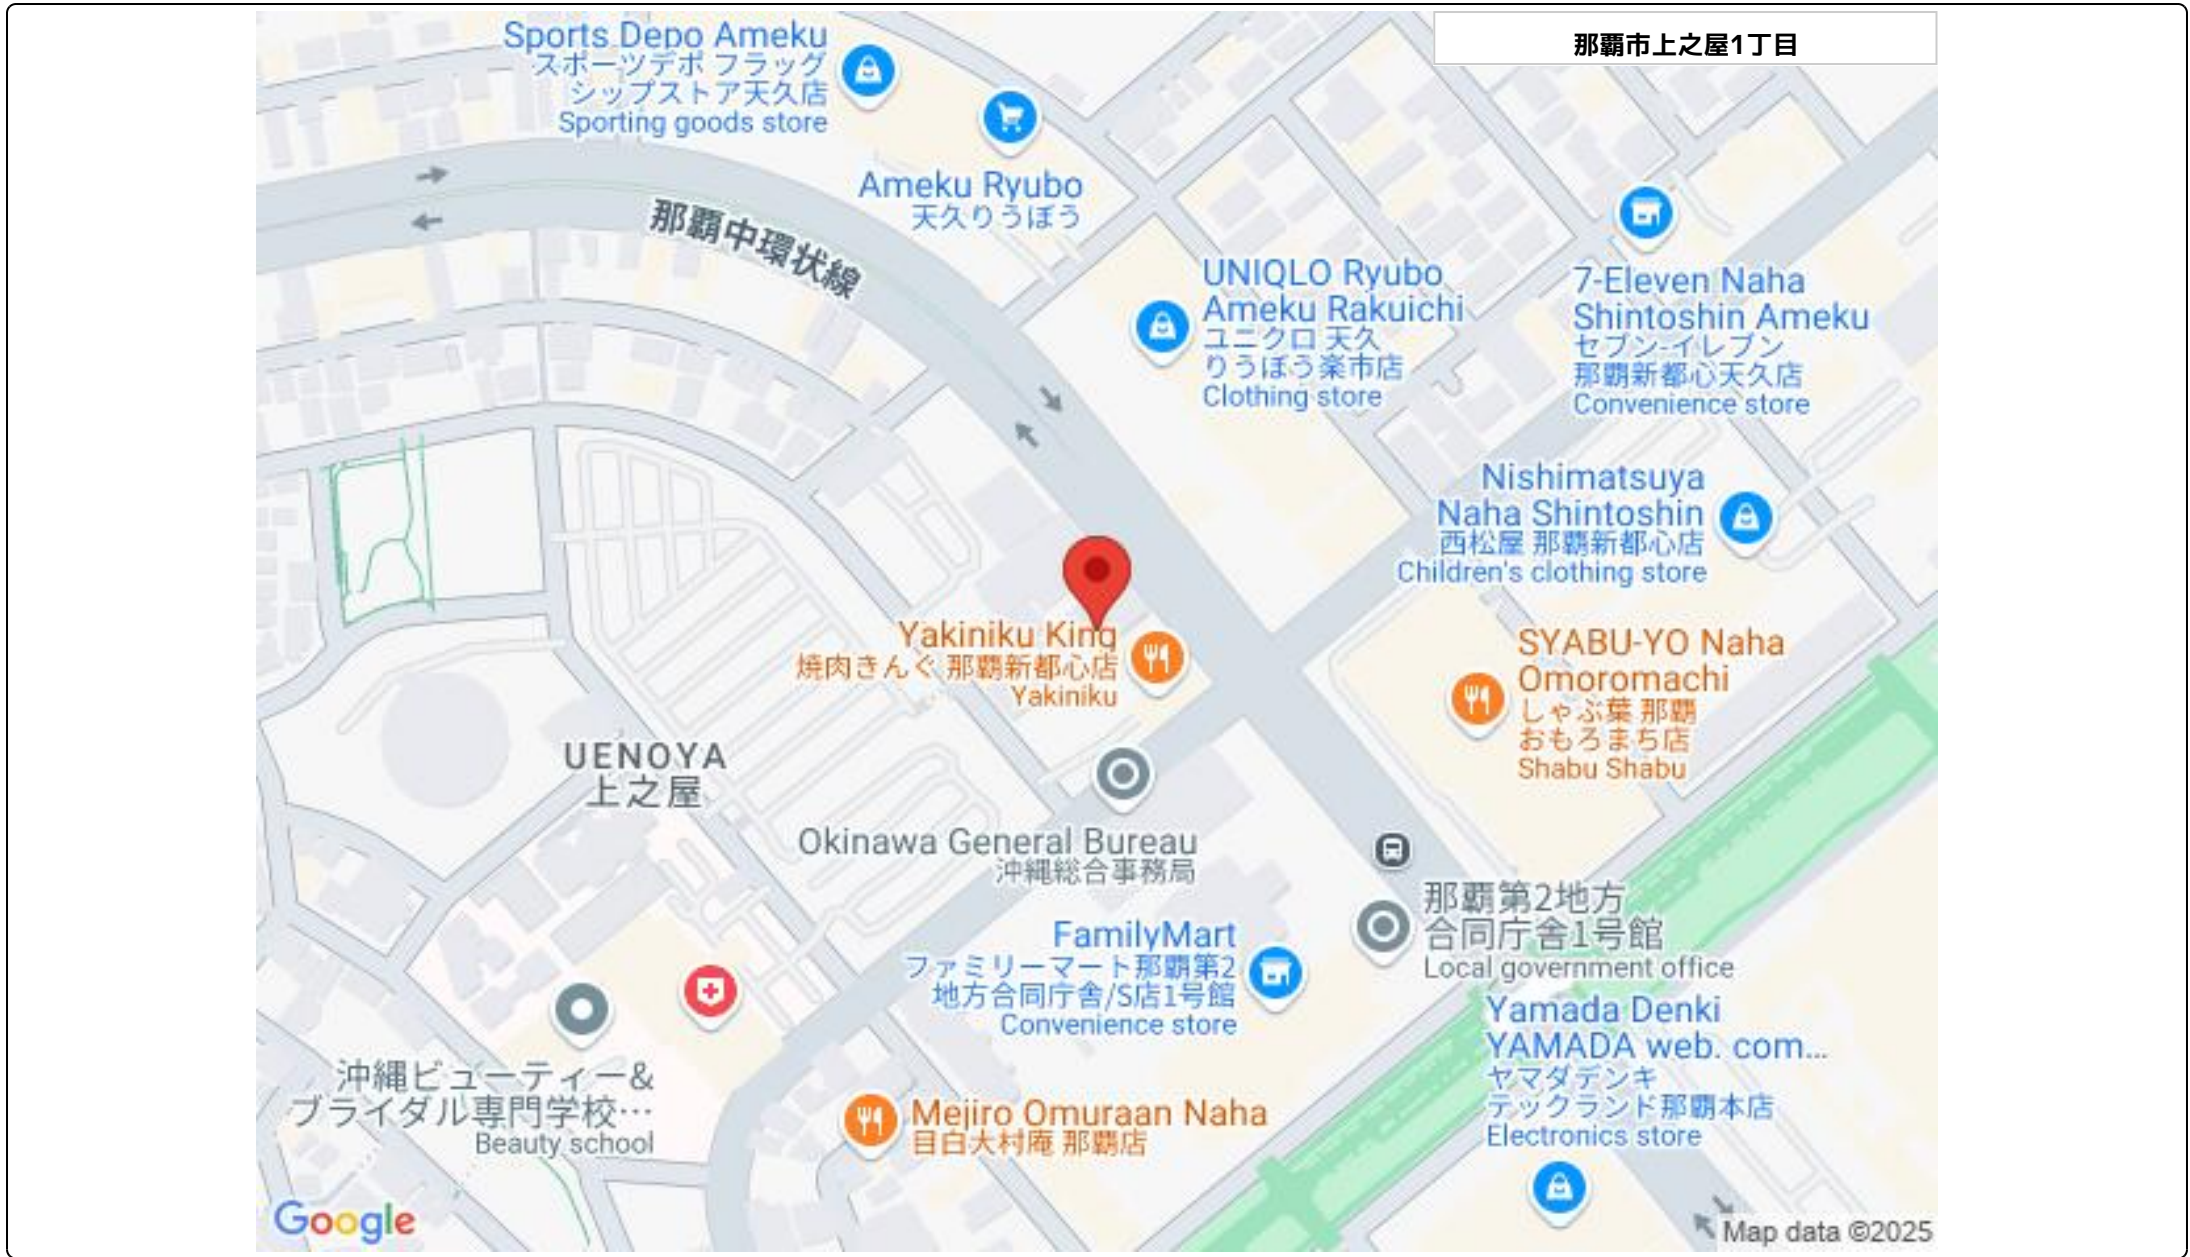 那覇市上之屋1丁目
Sports Depo Ameku
スポーツデポ フラッグ
シップストア天久店
Sporting goods store
Ameku Ryubo
天久りうぼう
那覇中環状線
UNIQLO Ryubo
Ameku Rakuichi
ユニクロ 天久
りうぼう楽市店
Clothing store
7-Eleven Naha
Shintoshin Ameku
セブン-イレブン
那覇新都心天久店
Convenience store
Nishimatsuya
Naha Shintoshin
西松屋 那覇新都心店
Children's clothing store
Yakiniku King
焼肉きんぐ 那覇新都心店
Yakiniku
SYABU-YO Naha
Omoromachi
しゃぶ葉 那覇
おもろまち店
Shabu Shabu
UENOYA
上之屋
Okinawa General Bureau
沖縄総合事務局
那覇第2地方
合同庁舎1号館
Local government office
FamilyMart
ファミリーマート那覇第2
地方合同庁舎/S店1号館
Convenience store
Yamada Denki
YAMADA web. com...
ヤマダデンキ
テックランド那覇本店
Electronics store
沖縄ビューティー&
ブライダル専門学校…
Beauty school
Mejiro Omuraan Naha
目白大村庵 那覇店
Google
Map data ©2025